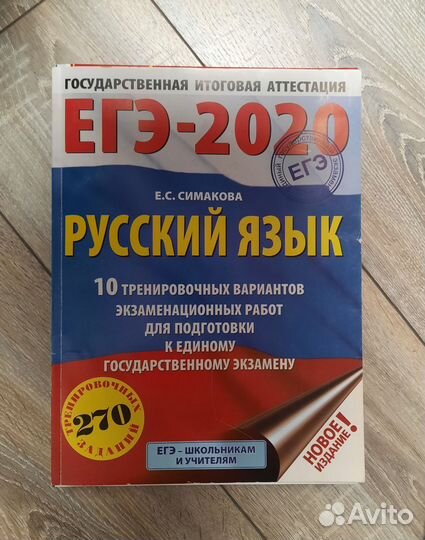 ГОСУДАРСТВЕННАЯ ИТОГОВАЯ АТТЕСТАЦИЯ
ЕГЭ-2020
ЕГЭ
Е.С. СИМАКОВА
РУССКИЙ ЯЗЫК
10 ТРЕНИРОВОЧНЫХ ВАРИАНТОВ
ЭКЗАМЕНАЦИОННЫХ РАБОТ
ДЛЯ ПОДГОТОВКИ
К ЕДИНОМУ
ГОСУДАРСТВЕННОМУ ЭКЗАМЕНУ
ТРЕНИРОВОЧНЫХ
270
ЗАДАНИЙ
НОВОЕ
ИЗДАНИЕ!
ЕГЭ – ШКОЛЬНИКАМ
И УЧИТЕЛЯМ
Avito